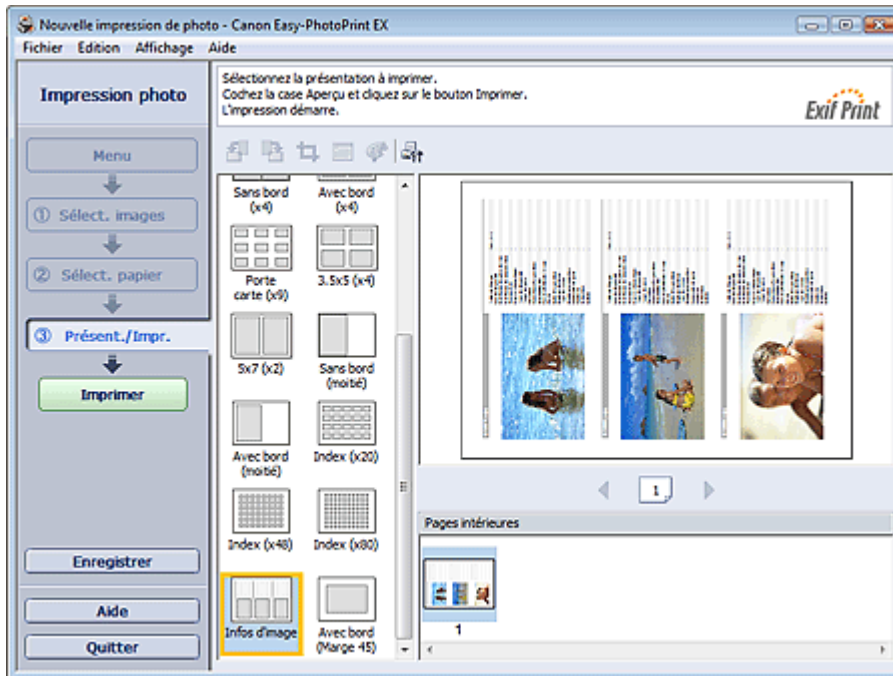 Nouvelle impression de photo - Canon Easy-PhotoPrint EX
Fichier Edition Affichage Aide
Impression photo
Sélectionnez la présentation à imprimer.
Cochez la case Aperçu et cliquez sur le bouton Imprimer.
L'impression démarre.
Exif Print
Menu
① Sélect. images
② Sélect. papier
③ Présent./Impr.
Imprimer
Enregistrer
Aide
Quitter
Sans bord (x4)
Avec bord (x4)
Porte carte (x9)
3.5x5 (x4)
5x7 (x2)
Sans bord (moitié)
Avec bord (moitié)
Index (x20)
Index (x48)
Index (x80)
Infos d'image
Avec bord (Marge 45)
1
Pages intérieures
1